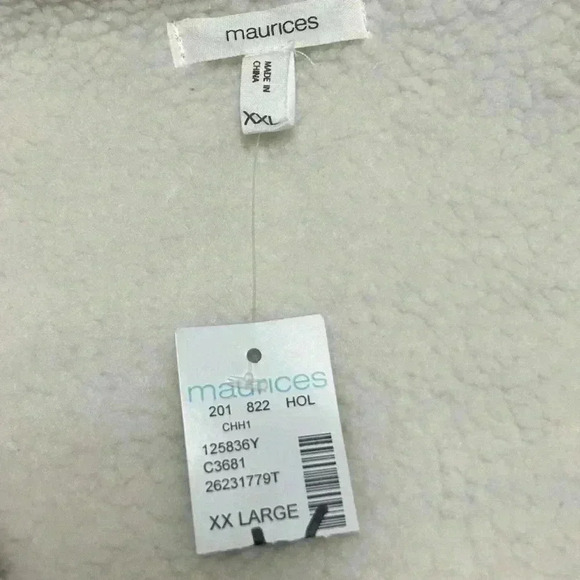 maurices
MADE IN
CHINA
XXL
maurices
201 822 HOL
CHH1
125836Y
C3681
26231779T
XX LARGE